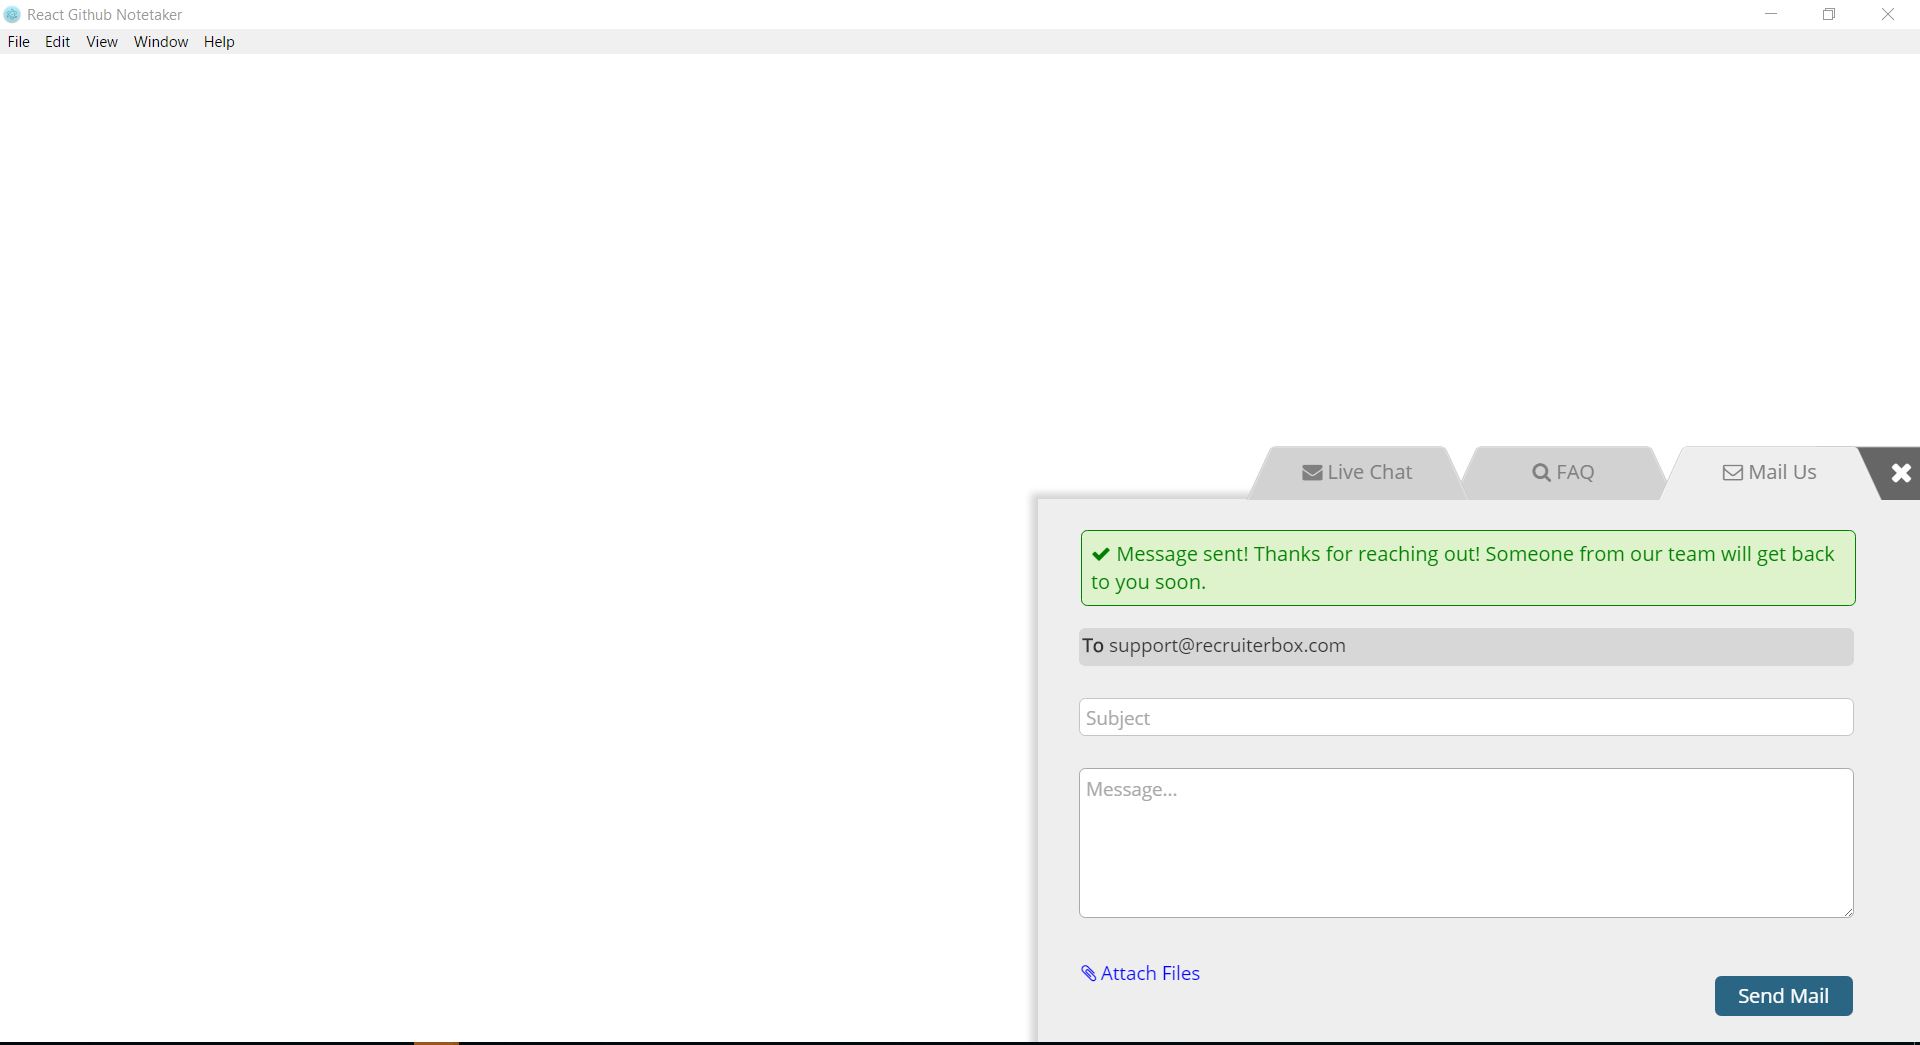 React Github Notetaker
File Edit View Window Help
Live Chat
FAQ
Mail Us
Message sent! Thanks for reaching out! Someone from our team will get back
to you soon.
To support@recruiterbox.com
Subject
Message...
Attach Files
Send Mail